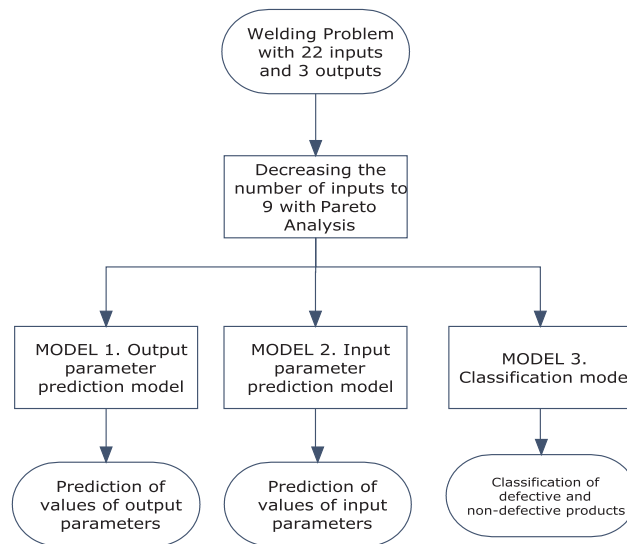 Welding Problem
with 22 inputs
and 3 outputs
Decreasing the
number of inputs to
9 with Pareto
Analysis
MODEL 1. Output
parameter
prediction model
MODEL 2. Input
parameter
prediction model
MODEL 3.
Classification model
Prediction of
values of output
parameters
Prediction of
values of input
parameters
Classification of
defective and
non-defective products